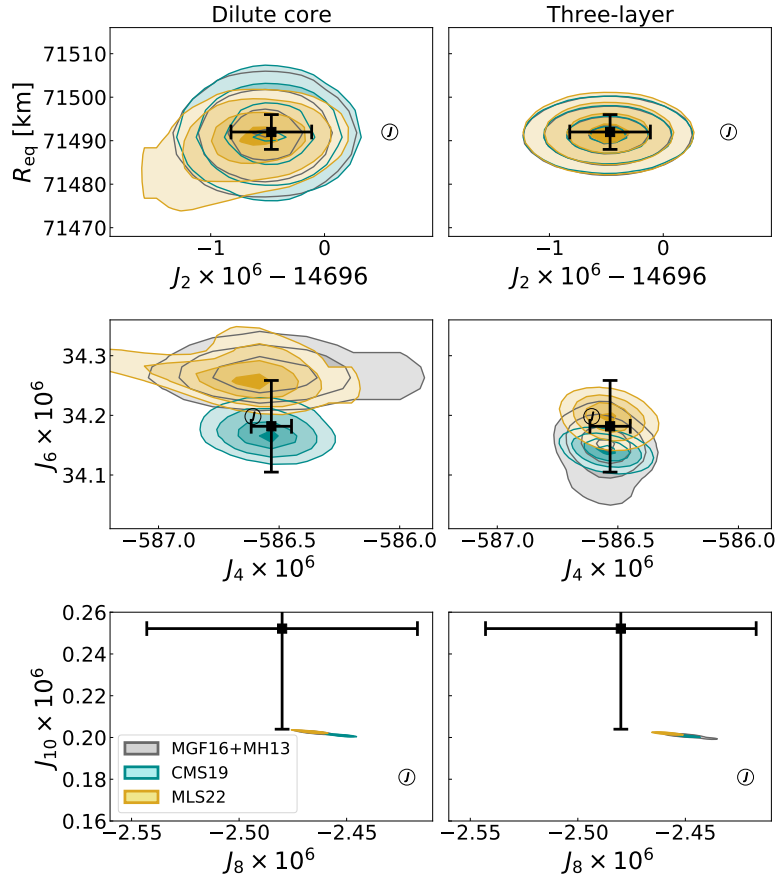 Dilute core Three-layer
71510
71500
71490
71480
71470
R_eq [km]
J
J
−1 0 −1 0
J_2 × 10^6 − 14696 J_2 × 10^6 − 14696
34.3
34.2
34.1
J_6 × 10^6
J
J
−587.0 −586.5 −586.0 −587.0 −586.5 −586.0
J_4 × 10^6 J_4 × 10^6
0.26
0.24
0.22
0.20
0.18
0.16
J_10 × 10^6
MGF16+MH13
CMS19
MLS22
J
J
−2.55 −2.50 −2.45 −2.55 −2.50 −2.45
J_8 × 10^6 J_8 × 10^6